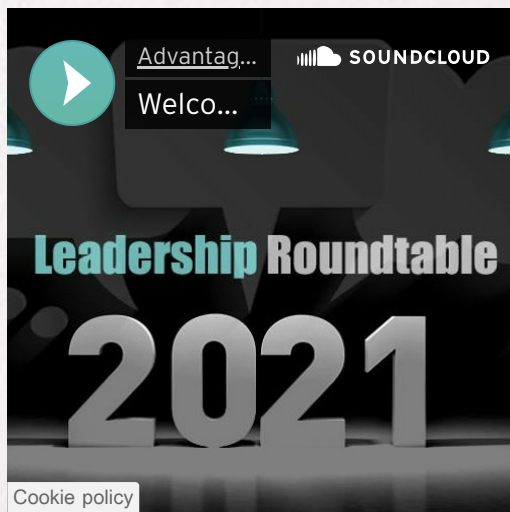 Advantag...
SOUNDCLOUD
Welco...
Leadership Roundtable
2021
Cookie policy